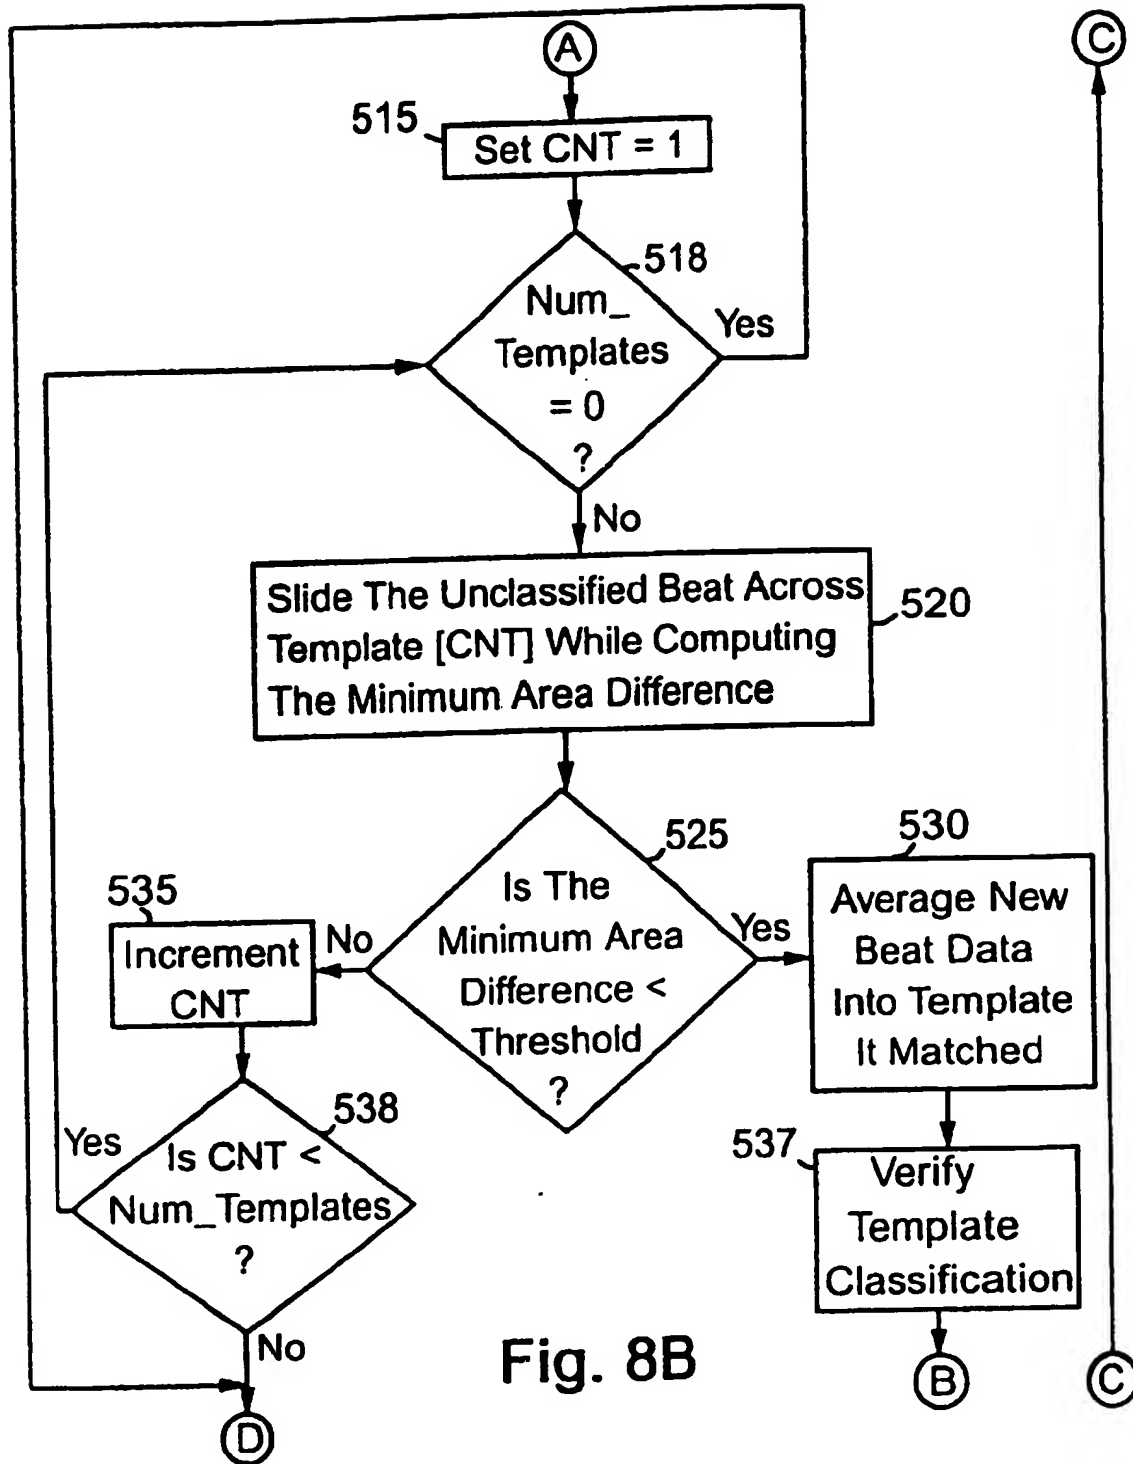 A
C
515
Set CNT = 1
518
Num_
Templates
= 0
?
Yes
No
Slide The Unclassified Beat Across
Template [CNT] While Computing
The Minimum Area Difference
520
525
Is The
Minimum Area
Difference <
Threshold
?
Yes
No
530
Average New
Beat Data
Into Template
It Matched
535
Increment
CNT
538
Is CNT <
Num_Templates
?
Yes
No
537
Verify
Template
Classification
Fig. 8B
B
C
D